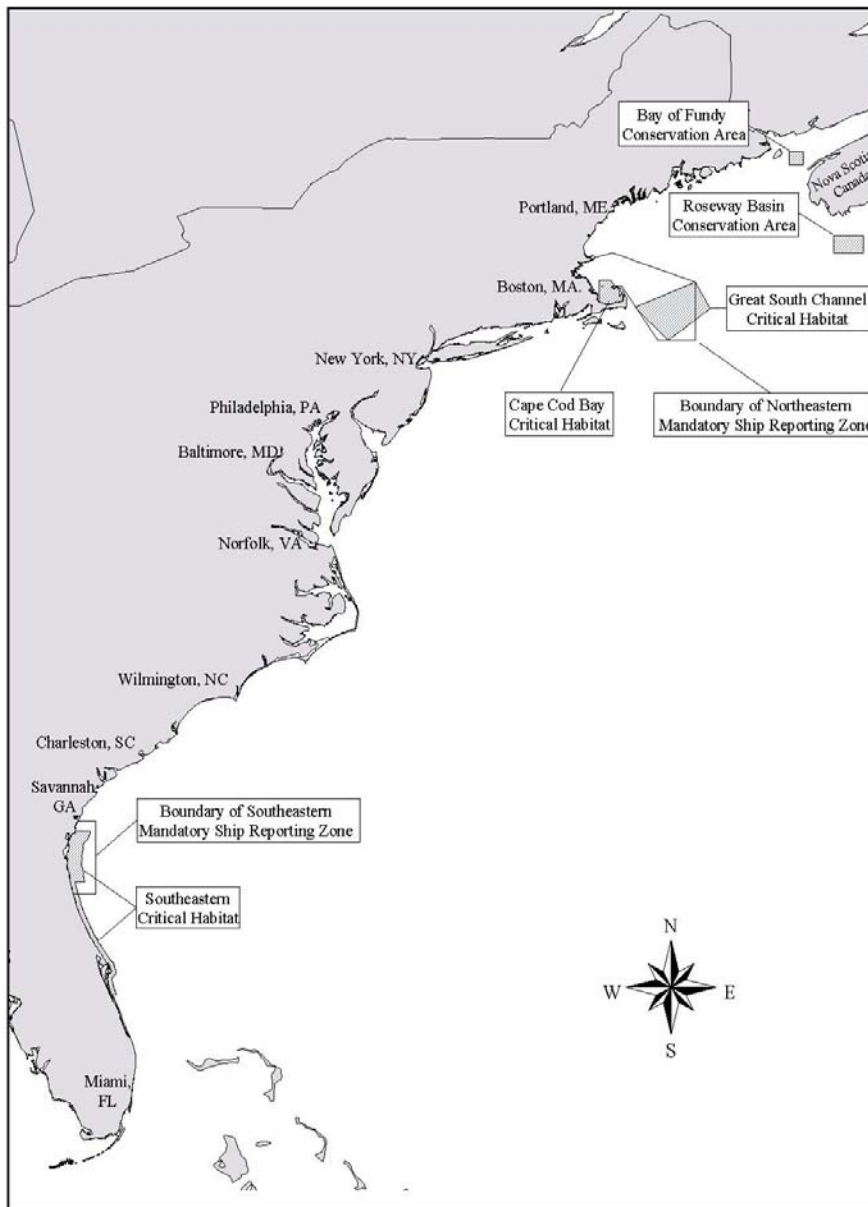 Bay of Fundy
Conservation Area
Nova Scotia
Canada
Portland, ME
Roseway Basin
Conservation Area
Boston, MA.
Great South Channel
Critical Habitat
New York, NY
Cape Cod Bay
Critical Habitat
Boundary of Northeastern
Mandatory Ship Reporting Zone
Philadelphia, PA
Baltimore, MD
Norfolk, VA
Wilmington, NC
Charleston, SC
Savannah,
GA
Boundary of Southeastern
Mandatory Ship Reporting Zone
Southeastern
Critical Habitat
N
W
E
S
Miami,
FL